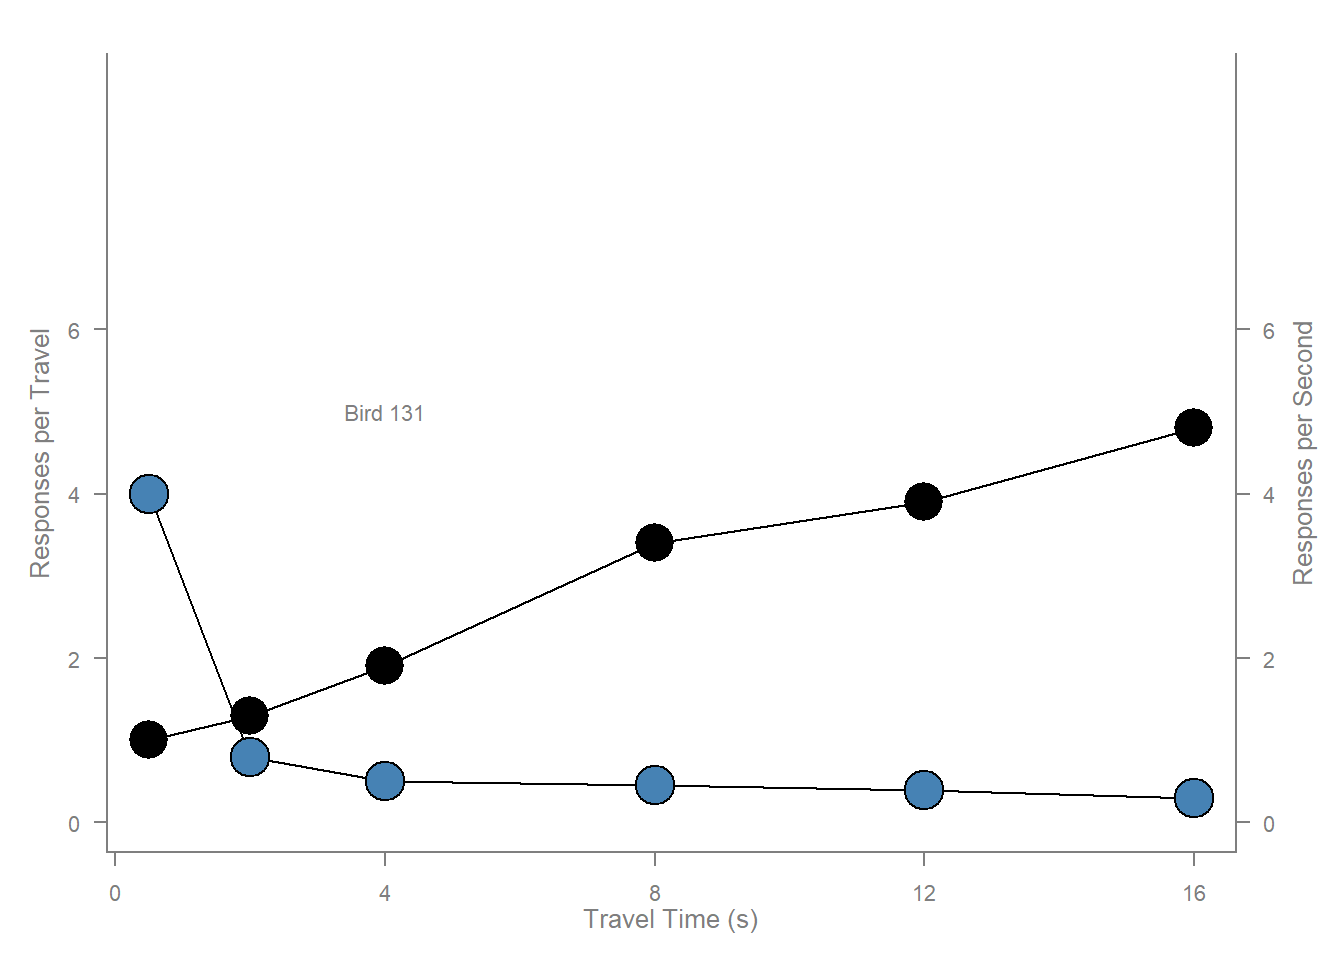 Responses per Travel
6
4
2
0
Bird 131
6
4
2
0
Responses per Second
0 4 8 12 16
Travel Time (s)